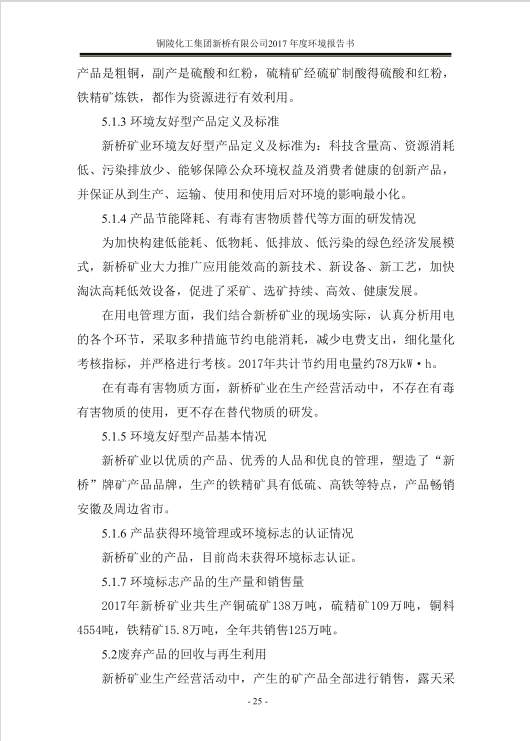 铜陵化工集团新桥有限公司2017 年度环境报告书
产品是粗铜，副产是硫酸和红粉，硫精矿经硫矿制酸得硫酸和红粉，
铁精矿炼铁，都作为资源进行有效利用。
5.1.3 环境友好型产品定义及标准
新桥矿业环境友好型产品定义及标准为：科技含量高、资源消耗
低、污染排放少、能够保障公众环境权益及消费者健康的创新产品，
并保证从到生产、运输、使用和使用后对环境的影响最小化。
5.1.4 产品节能降耗、有毒有害物质替代等方面的研发情况
为加快构建低能耗、低物耗、低排放、低污染的绿色经济发展模
式，新桥矿业大力推广应用能效高的新技术、新设备、新工艺，加快
淘汰高耗低效设备，促进了采矿、选矿持续、高效、健康发展。
在用电管理方面，我们结合新桥矿业的现场实际，认真分析用电
的各个环节，采取多种措施节约电能消耗，减少电费支出，细化量化
考核指标，并严格进行考核。2017年共计节约用电量约78万kW·h。
在有毒有害物质方面，新桥矿业在生产经营活动中，不存在有毒
有害物质的使用，更不存在替代物质的研发。
5.1.5 环境友好型产品基本情况
新桥矿业以优质的产品、优秀的人品和优良的管理，塑造了“新
桥”牌矿产品品牌，生产的铁精矿具有低硫、高铁等特点，产品畅销
安徽及周边省市。
5.1.6 产品获得环境管理或环境标志的认证情况
新桥矿业的产品，目前尚未获得环境标志认证。
5.1.7 环境标志产品的生产量和销售量
2017年新桥矿业共生产铜硫矿138万吨，硫精矿109万吨，铜料
4554吨，铁精矿15.8万吨，全年共销售125万吨。
5.2废弃产品的回收与再生利用
新桥矿业生产经营活动中，产生的矿产品全部进行销售，露天采
- 25 -